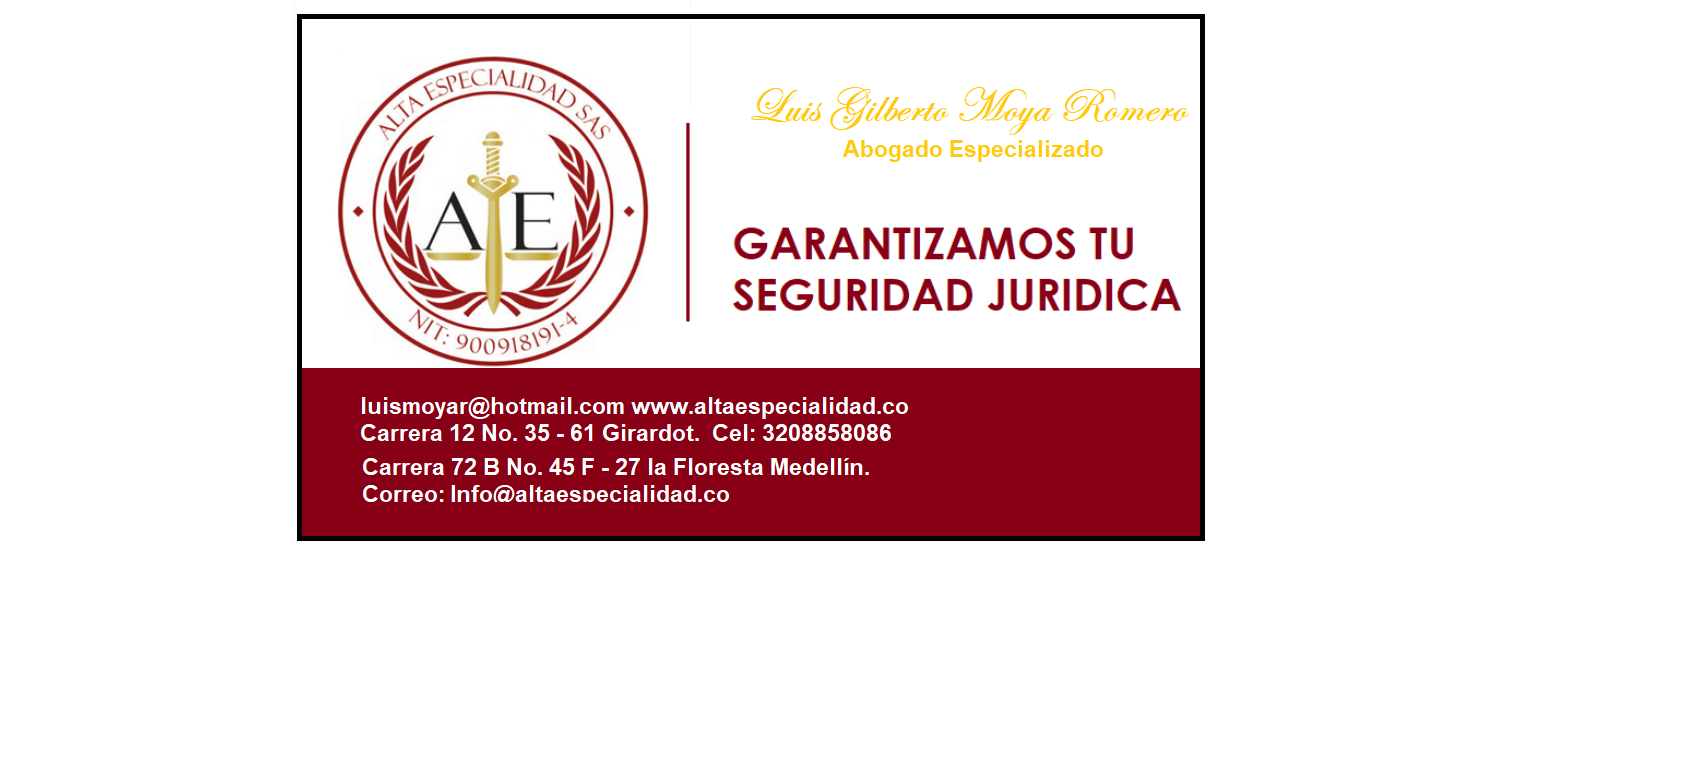 ALTA ESPECIALIDAD SAS
A E
NIT: 900918191-4
Luis Gilberto Moya Romero
Abogado Especializado
GARANTIZAMOS TU
SEGURIDAD JURIDICA
luismoyar@hotmail.com www.altaespecialidad.co
Carrera 12 No. 35 - 61 Girardot.  Cel: 3208858086
Carrera 72 B No. 45 F - 27 la Floresta Medellín.
Correo: Info@altaespecialidad.co